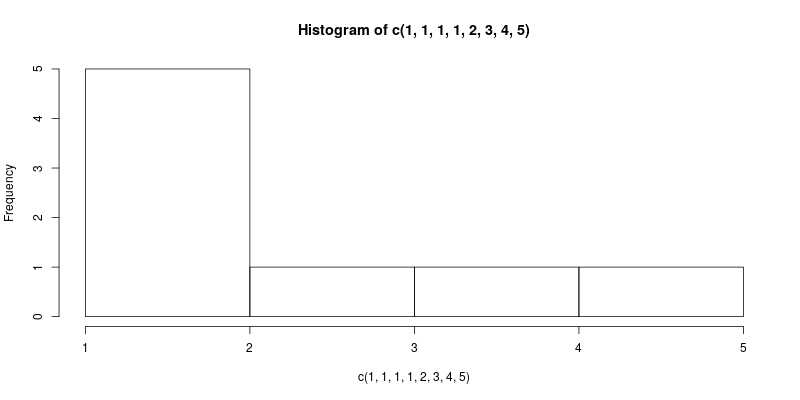 Histogram of c(1, 1, 1, 1, 2, 3, 4, 5)
Frequency
5
4
3
2
1
0
1 2 3 4 5
c(1, 1, 1, 1, 2, 3, 4, 5)